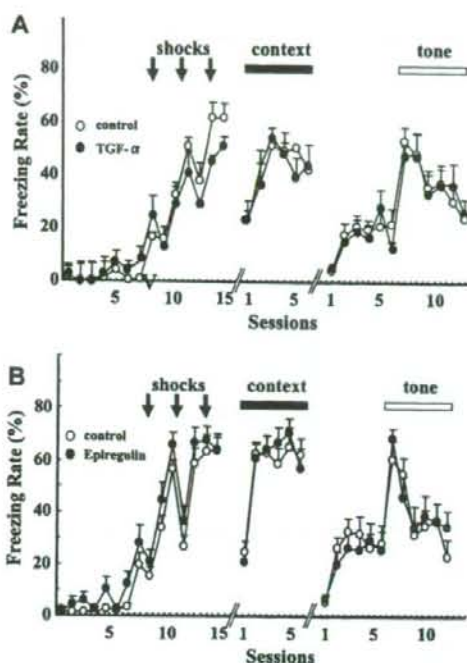 A
shocks
context
tone
Freezing Rate (%)
80
60
40
20
0
control
TGF-α
5
10
15
1
5
1
5
10
Sessions
B
shocks
context
tone
Freezing Rate (%)
80
60
40
20
0
control
Epiregulin
5
10
15
1
5
1
5
10
Sessions